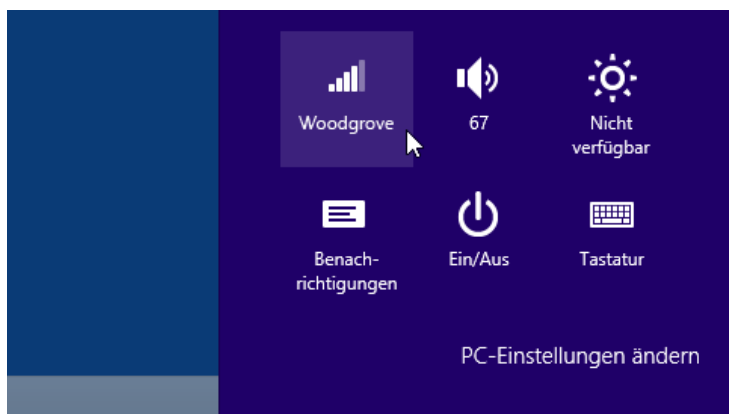 Woodgrove
67
Nicht
verfügbar
Benach-
richtigungen
Ein/Aus
Tastatur
PC-Einstellungen ändern